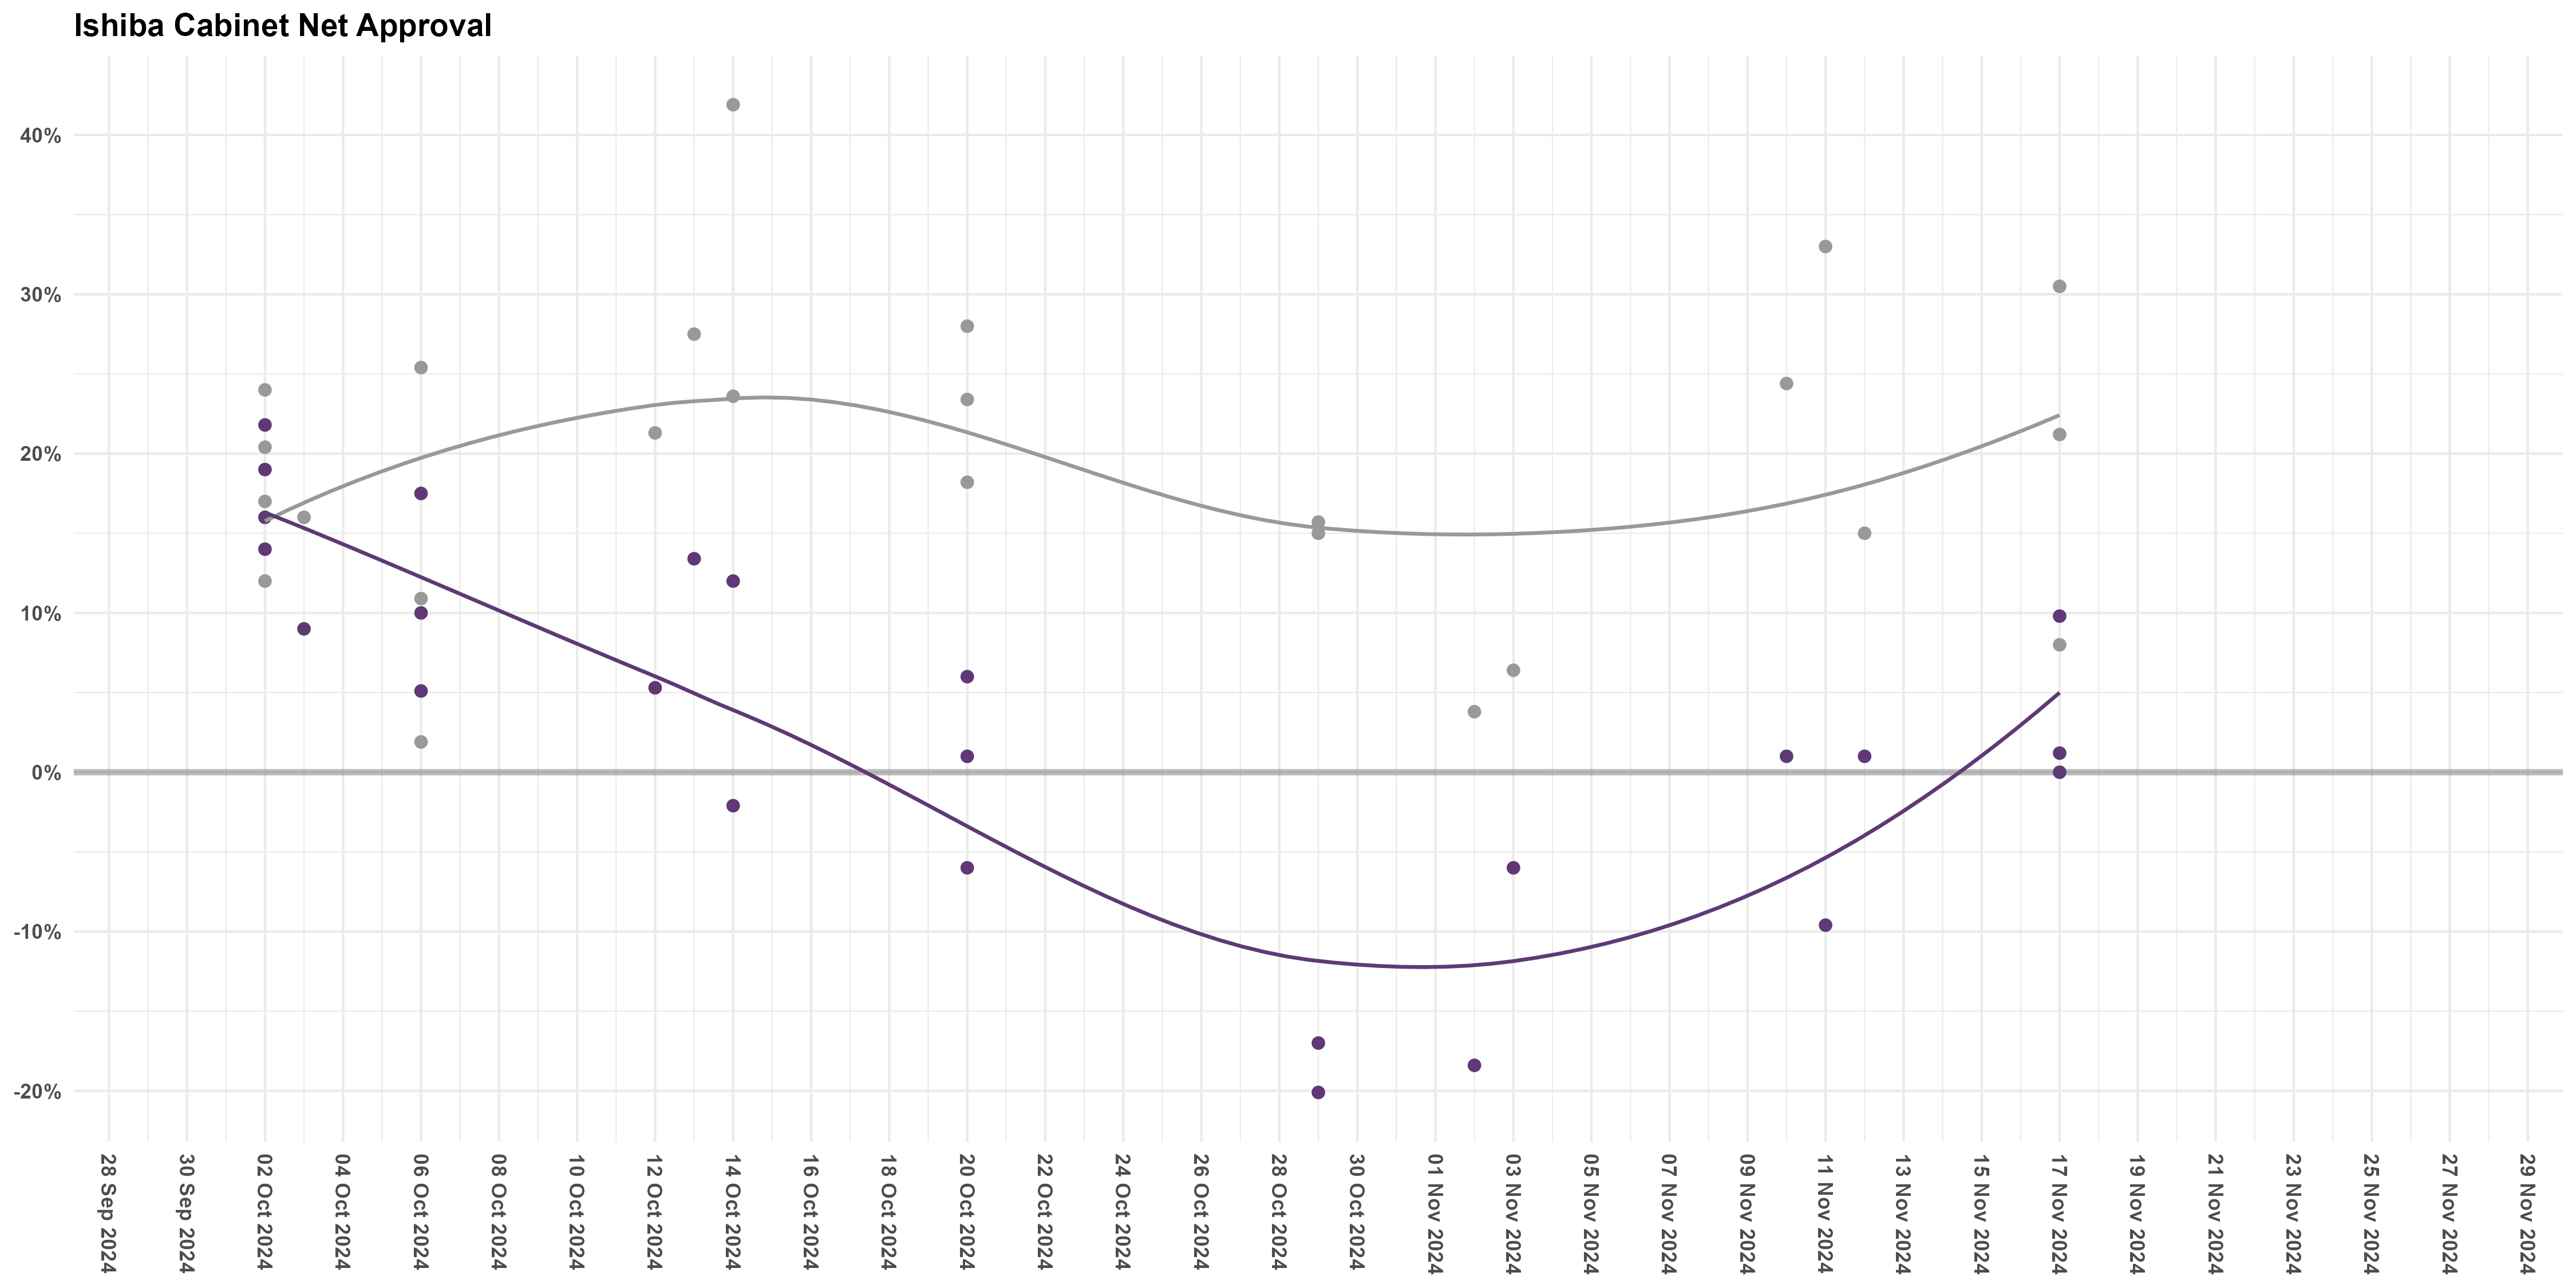 Ishiba Cabinet Net Approval
40%
30%
20%
10%
0%
-10%
-20%
28 Sep 2024
30 Sep 2024
02 Oct 2024
04 Oct 2024
06 Oct 2024
08 Oct 2024
10 Oct 2024
12 Oct 2024
14 Oct 2024
16 Oct 2024
18 Oct 2024
20 Oct 2024
22 Oct 2024
24 Oct 2024
26 Oct 2024
28 Oct 2024
30 Oct 2024
01 Nov 2024
03 Nov 2024
05 Nov 2024
07 Nov 2024
09 Nov 2024
11 Nov 2024
13 Nov 2024
15 Nov 2024
17 Nov 2024
19 Nov 2024
21 Nov 2024
23 Nov 2024
25 Nov 2024
27 Nov 2024
29 Nov 2024